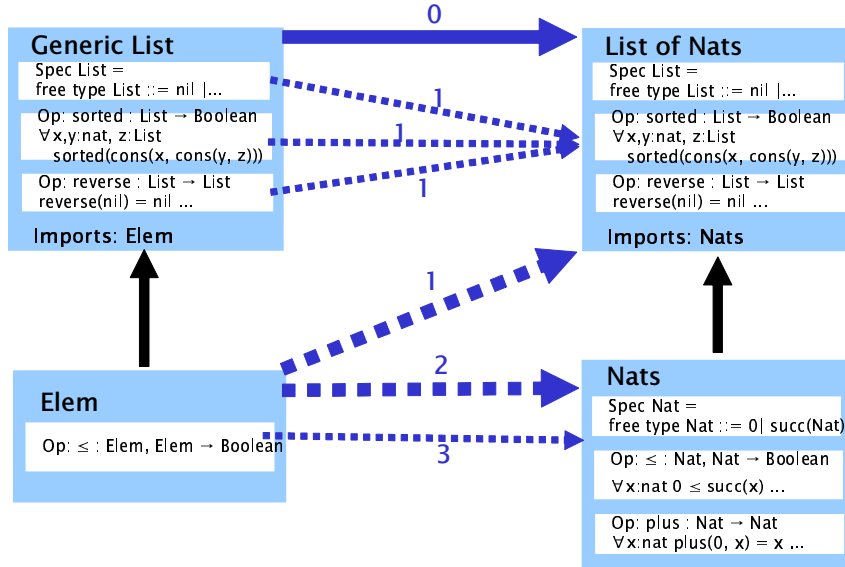 0
Generic List
Spec List =
free type List ::= nil |...
Op: sorted : List → Boolean
∀x,y:nat, z:List
sorted(cons(x, cons(y, z)))
Op: reverse : List → List
reverse(nil) = nil ...
Imports: Elem
1
1
1
List of Nats
Spec List =
free type List ::= nil |...
Op: sorted : List → Boolean
∀x,y:nat, z:List
sorted(cons(x, cons(y, z)))
Op: reverse : List → List
reverse(nil) = nil ...
Imports: Nats
1
2
3
Elem
Op: ≤ : Elem, Elem → Boolean
Nats
Spec Nat =
free type Nat ::= 0| succ(Nat)
Op: ≤ : Nat, Nat → Boolean
∀x:nat 0 ≤ succ(x) ...
Op: plus : Nat → Nat
∀x:nat plus(0, x) = x ...